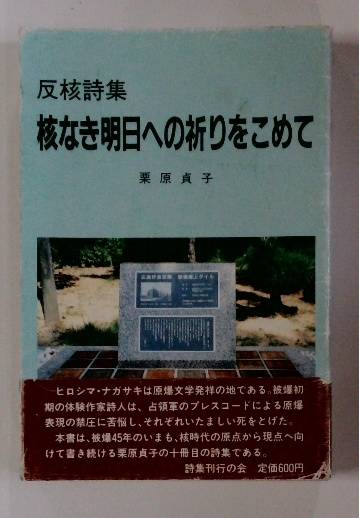 反核詩集
核なき明日への祈りをこめて
栗原貞子
ヒロシマ・ナガサキは原爆文学発祥の地である。被爆初
期の体験作家詩人は、占領軍のプレスコードによる原爆
表現の禁圧に苦悩し、それぞれいたましい死をとげた。
本書は、被爆45年のいまも、核時代の原点から現点へ向
けて書き続ける栗原貞子の十冊目の詩集である。
詩集刊行の会 定価600円